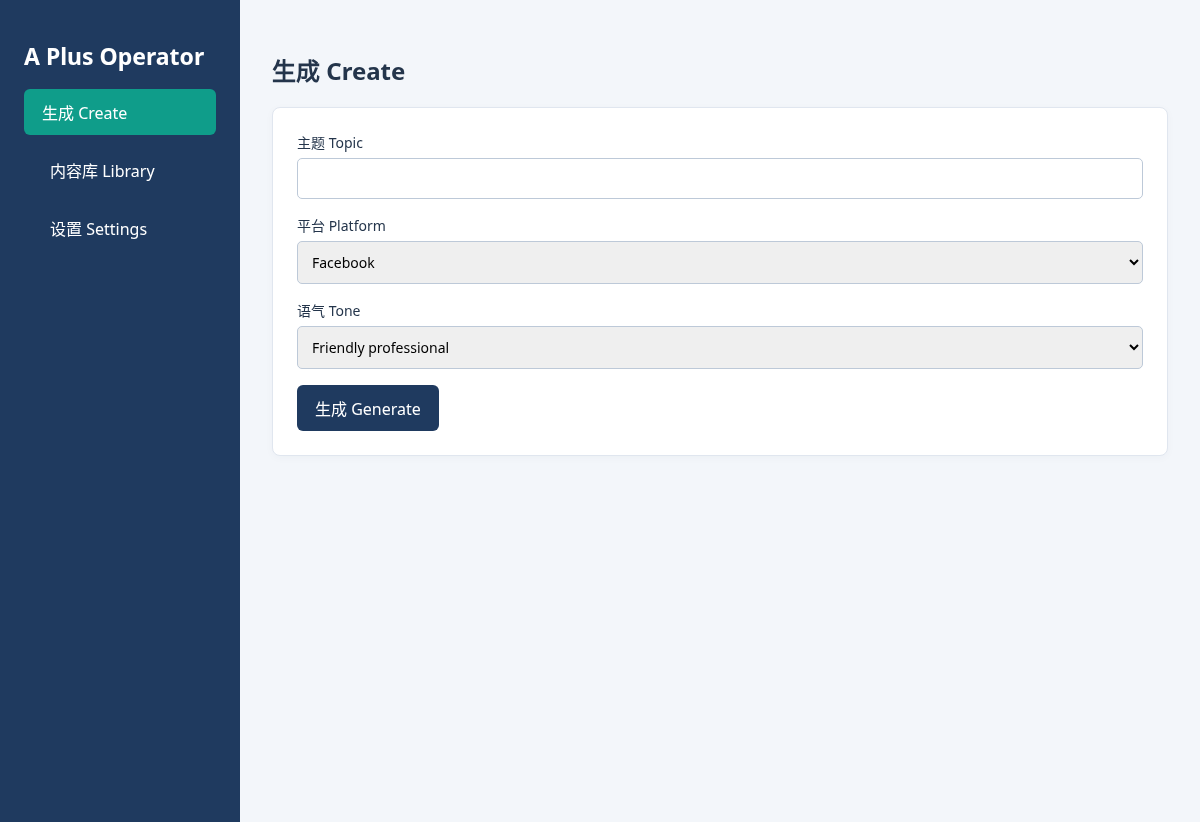 A Plus Operator
生成 Create
内容库 Library
设置 Settings
生成 Create
主题 Topic
平台 Platform
Facebook
语气 Tone
Friendly professional
生成 Generate